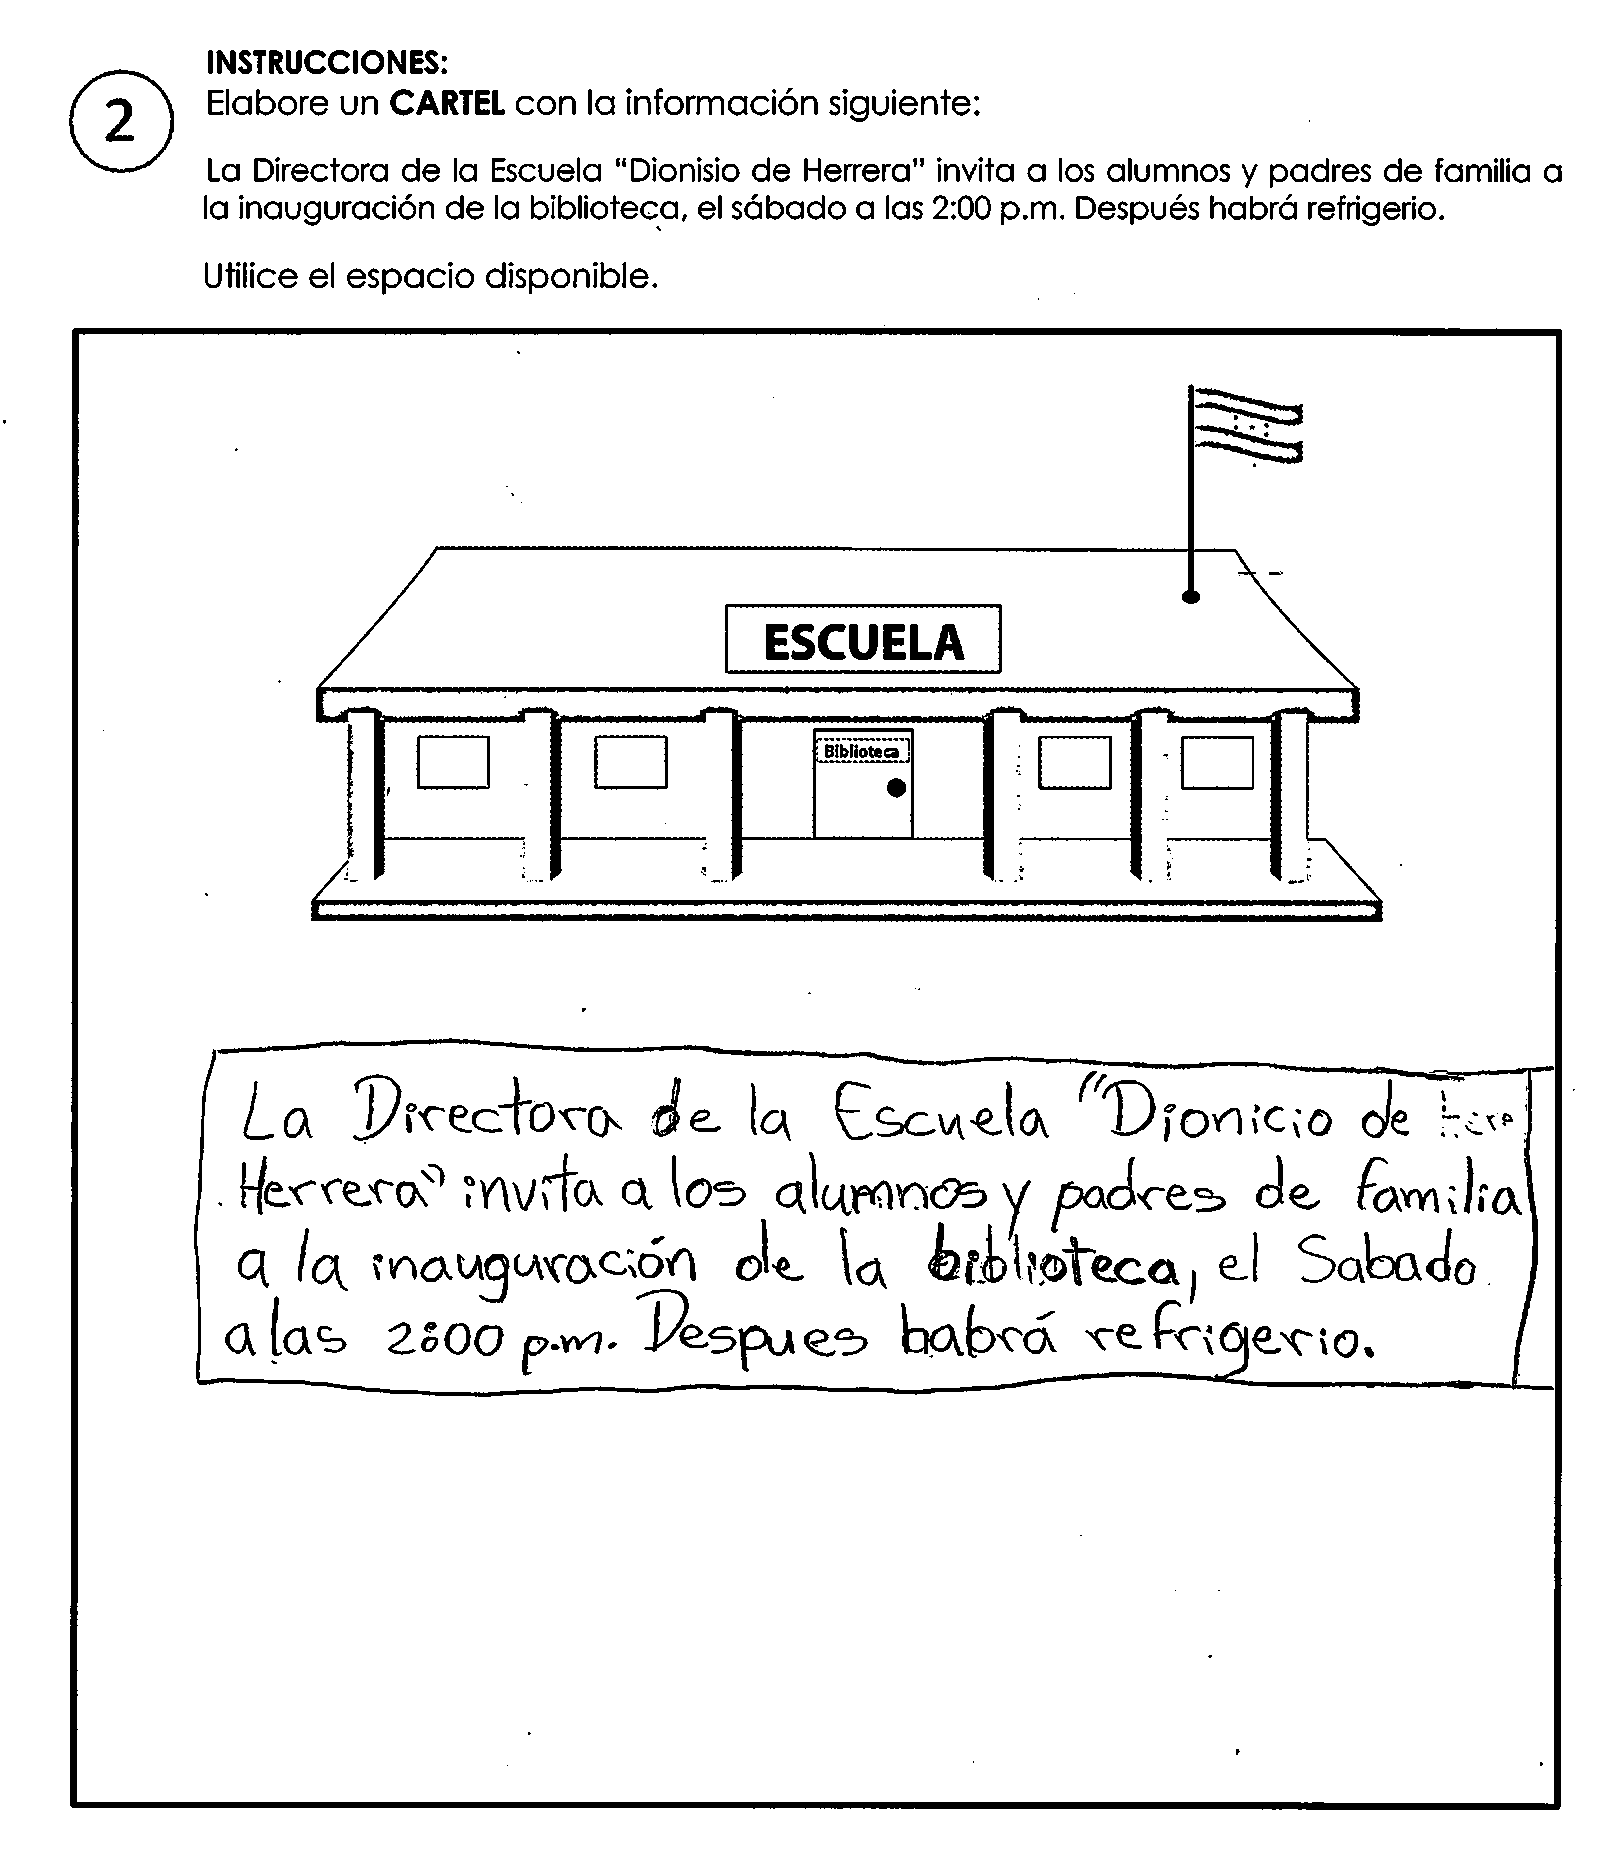 INSTRUCCIONES:
2
Elabore un CARTEL con la información siguiente:
La Directora de la Escuela "Dionisio de Herrera" invita a los alumnos y padres de familia a
la inauguración de la biblioteca, el sábado a las 2:00 p.m. Después habrá refrigerio.
Utilice el espacio disponible.
ESCUELA
Biblioteca
La Directora de la Escuela "Dionicio de
Herrera" invita a los alumnos y padres de familia
a la inauguración de la biblioteca, el Sabado
a las 2:00 p.m. Despues habrá refrigerio.